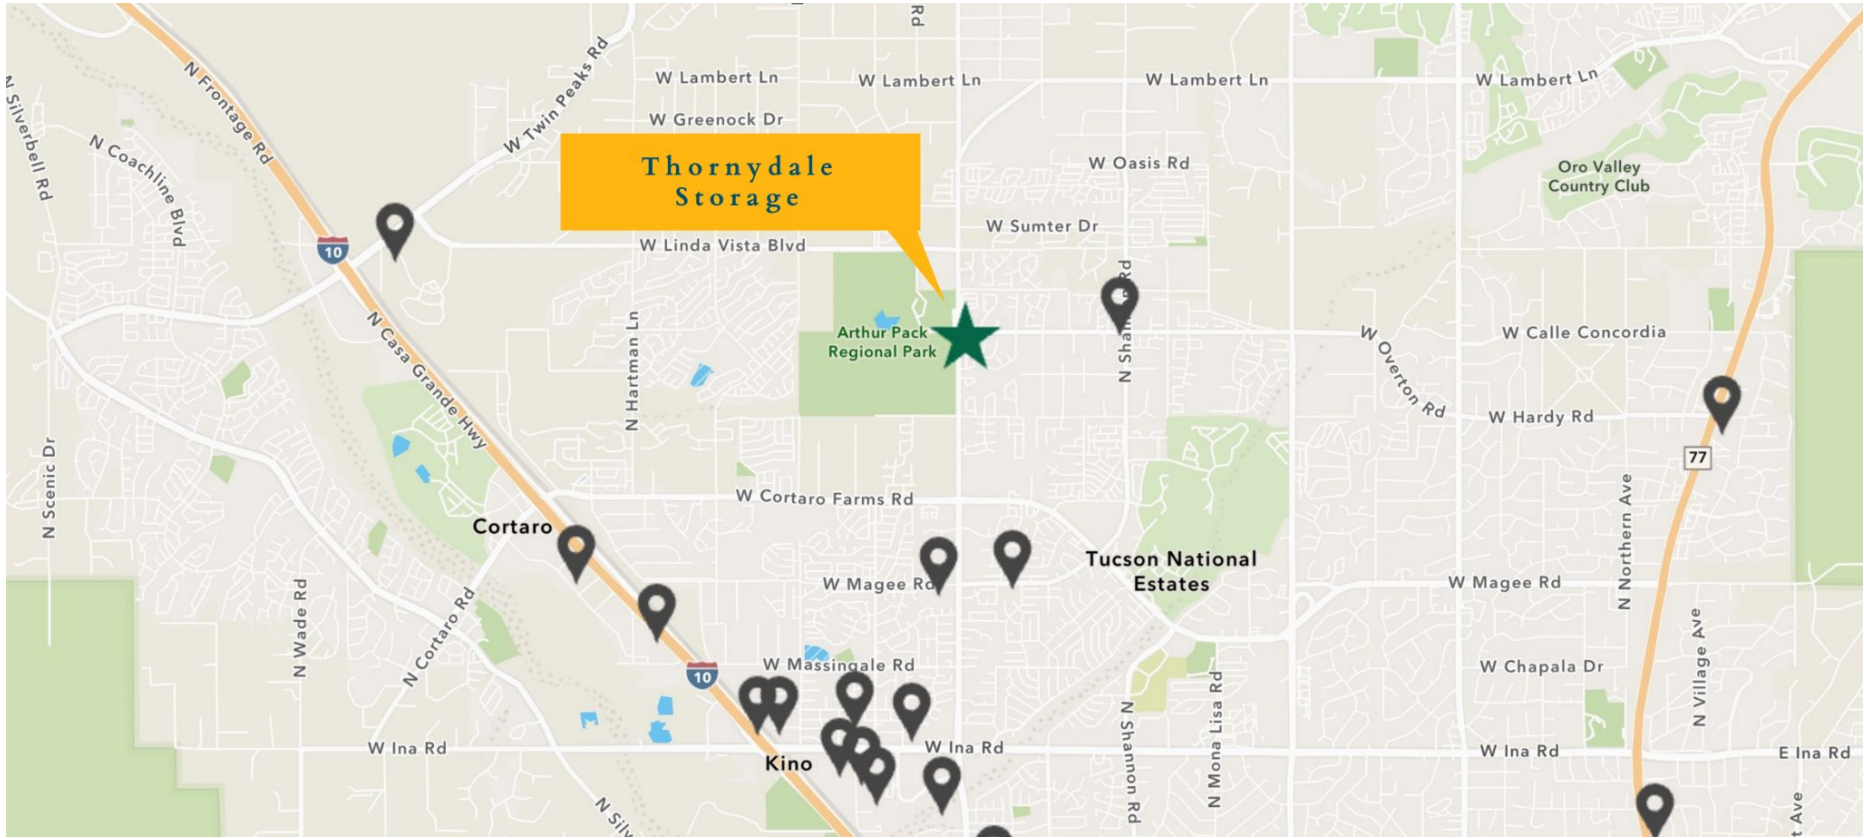 Rd
N Frontage Rd
W Twin Peaks Rd
W Lambert Ln
W Lambert Ln
W Lambert Ln
W Lambert Ln
N Silverbell Rd
N Coachline Blvd
W Greenock Dr
Thornydale
Storage
W Oasis Rd
Oro Valley
Country Club
W Sumter Dr
10
W Linda Vista Blvd
N Casa Grande Hwy
N Hartman Ln
Arthur Pack
Regional Park
W Overton Rd
W Calle Concordia
W Hardy Rd
77
N Scenic Dr
W Cortaro Farms Rd
Cortaro
N Northern Ave
Tucson National
Estates
W Magee Rd
W Magee Rd
N Wade Rd
N Cortaro Rd
10
W Massingale Rd
W Chapala Dr
N Village Ave
N Mona Lisa Rd
N Shannon Rd
W Ina Rd
Kino
W Ina Rd
W Ina Rd
E Ina Rd